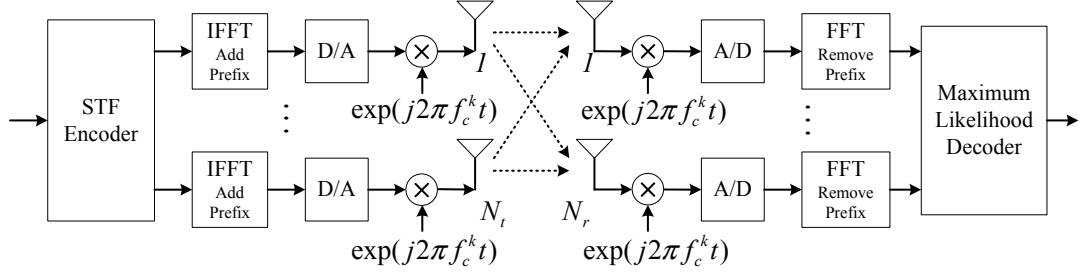 STF
Encoder
IFFT
Add
Prefix
D/A
×
exp(j2πf_c^k t)
1
1
×
exp(j2πf_c^k t)
A/D
FFT
Remove
Prefix
Maximum
Likelihood
Decoder
⋮
⋮
IFFT
Add
Prefix
D/A
×
exp(j2πf_c^k t)
N_t
N_r
×
exp(j2πf_c^k t)
A/D
FFT
Remove
Prefix